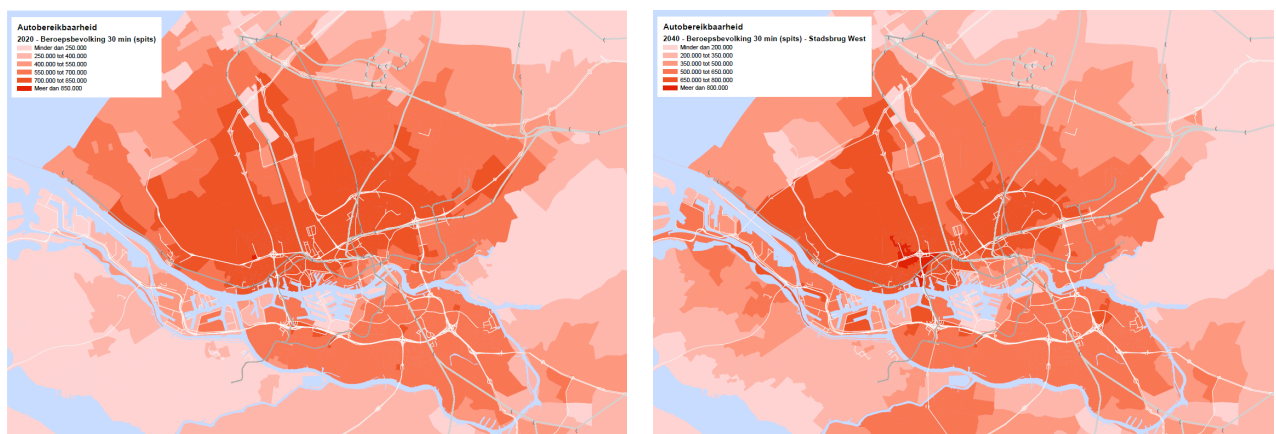 Autobereikbaarheid
2020 - Beroepsbevolking 30 min (spits)
Minder dan 250.000
250.000 tot 400.000
400.000 tot 550.000
550.000 tot 700.000
700.000 tot 850.000
Meer dan 850.000
Autobereikbaarheid
2040 - Beroepsbevolking 30 min (spits) - Stadsbrug West
Minder dan 200.000
200.000 tot 350.000
350.000 tot 500.000
500.000 tot 650.000
650.000 tot 800.000
Meer dan 800.000